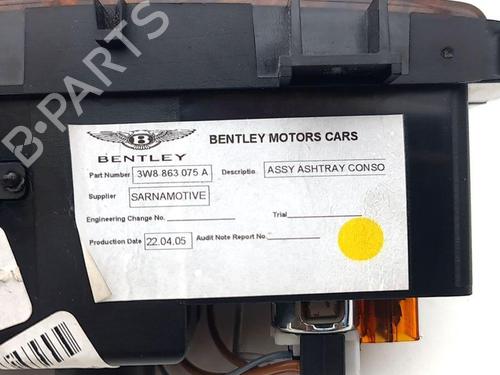 B-PARTS
B
BENTLEY
BENTLEY MOTORS CARS
Part Number 3W8 863 075 A Descriptio ASSY ASHTRAY CONSO
Supplier SARNAMOTIVE
Engineering Change No. Trial
Production Date 22.04.05 Audit Note Report No.